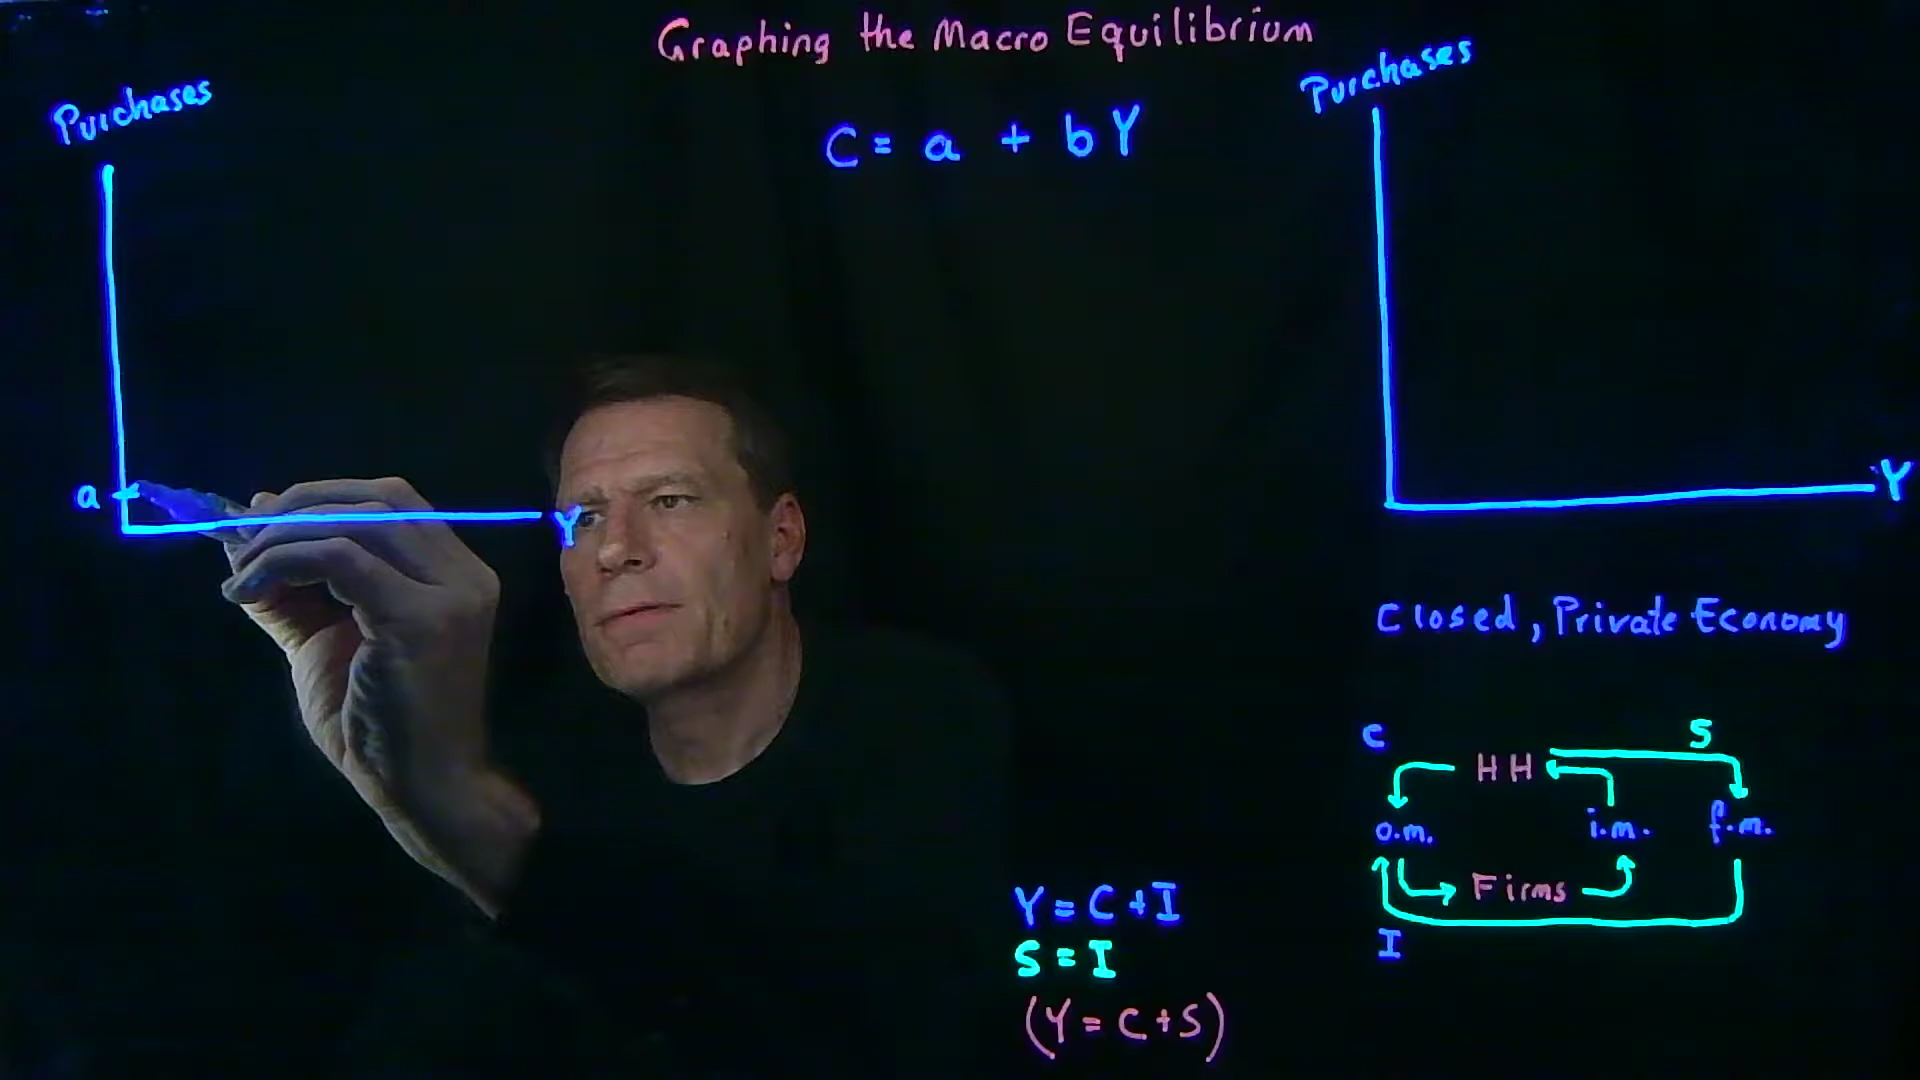 Graphing the Macro Equilibrium
Purchases
C = a + bY
Purchases
a
Y
Y
Closed, Private Economy
C
S
HH
o.m.
i.m.
f.m.
Firms
I
Y = C + I
S = I
(Y = C + S)